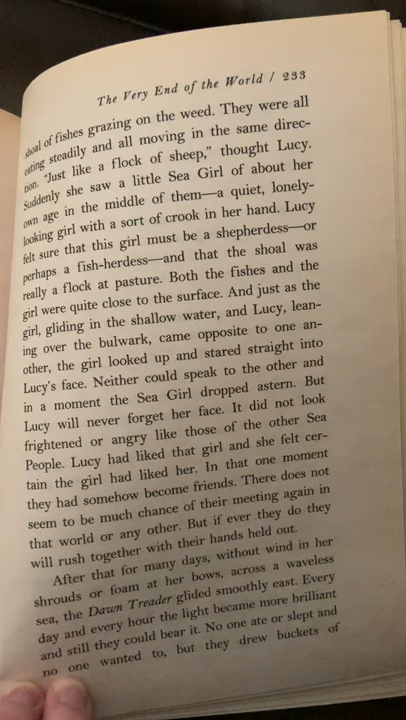 The Very End of the World / 233
shoal of fishes grazing on the weed. They were all
eating steadily and all moving in the same direc-
tion. "Just like a flock of sheep," thought Lucy.
Suddenly she saw a little Sea Girl of about her
own age in the middle of them—a quiet, lonely-
looking girl with a sort of crook in her hand. Lucy
felt sure that this girl must be a shepherdess—or
perhaps a fish-herdess—and that the shoal was
really a flock at pasture. Both the fishes and the
girl were quite close to the surface. And just as the
girl, gliding in the shallow water, and Lucy, lean-
ing over the bulwark, came opposite to one an-
other, the girl looked up and stared straight into
Lucy's face. Neither could speak to the other and
in a moment the Sea Girl dropped astern. But
Lucy will never forget her face. It did not look
frightened or angry like those of the other Sea
People. Lucy had liked that girl and she felt cer-
tain the girl had liked her. In that one moment
they had somehow become friends. There does not
seem to be much chance of their meeting again in
that world or any other. But if ever they do they
will rush together with their hands held out.
After that for many days, without wind in her
shrouds or foam at her bows, across a waveless
sea, the Dawn Treader glided smoothly east. Every
day and every hour the light became more brilliant
and still they could bear it. No one ate or slept and
no one wanted to, but they drew buckets of